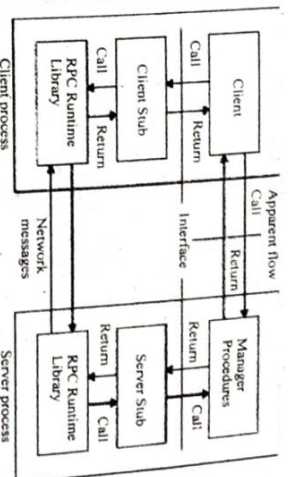 Apparent flow
Call
Return
Client
Manager
Procedures
Call
Return
Return
Call
Interface
Client Stub
Server Stub
Call
Return
Return
Call
RPC Runtime
Library
RPC Runtime
Library
Network
messages
Client process
Server process